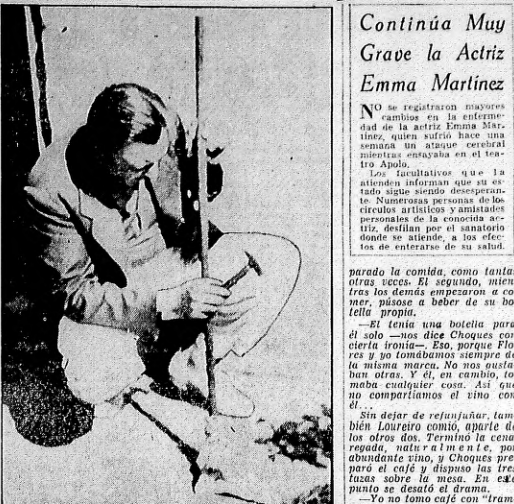 Continúa Muy
Grave la Actriz
Emma Martínez
NO se registraron mayores
cambios en la enferme-
dad de la actriz Emma Mar-
tínez, quien sufrió hace una
semana un ataque cerebral
mientras ensayaba en el tea-
tro Apolo.
Los facultativos que la
atienden informan que su es-
tado sigue siendo desesperan-
te. Numerosas personas de los
círculos artísticos y amistades
personales de la conocida ac-
triz, desfilan por el sanatorio
donde se atiende, a los efec-
tos de enterarse de su salud.
parado la comida, como tantas
otras veces. El segundo, mien
tras los demás empezaron a co
mer, púsose a beber de su bo
tella propia.
—El tenía una botella para
él solo —nos dice Choques con
cierta ironía—. Eso, porque Flo
res y yo tomábamos siempre de
la misma marca. No nos gusta
ban otras. Y él, en cambio, to
maba cualquier cosa. Así que
no compartíamos el vino con
él...
Sin dejar de refunfuñar, tam
bién Loureiro comió, aparte de
los otros dos. Terminó la cena,
regada, naturalmente, por
abundante vino, y Choques pre
paró el café y dispuso las tres
tazas sobre la mesa. En este
punto se desató el drama.
—Yo no tomo café con "tram